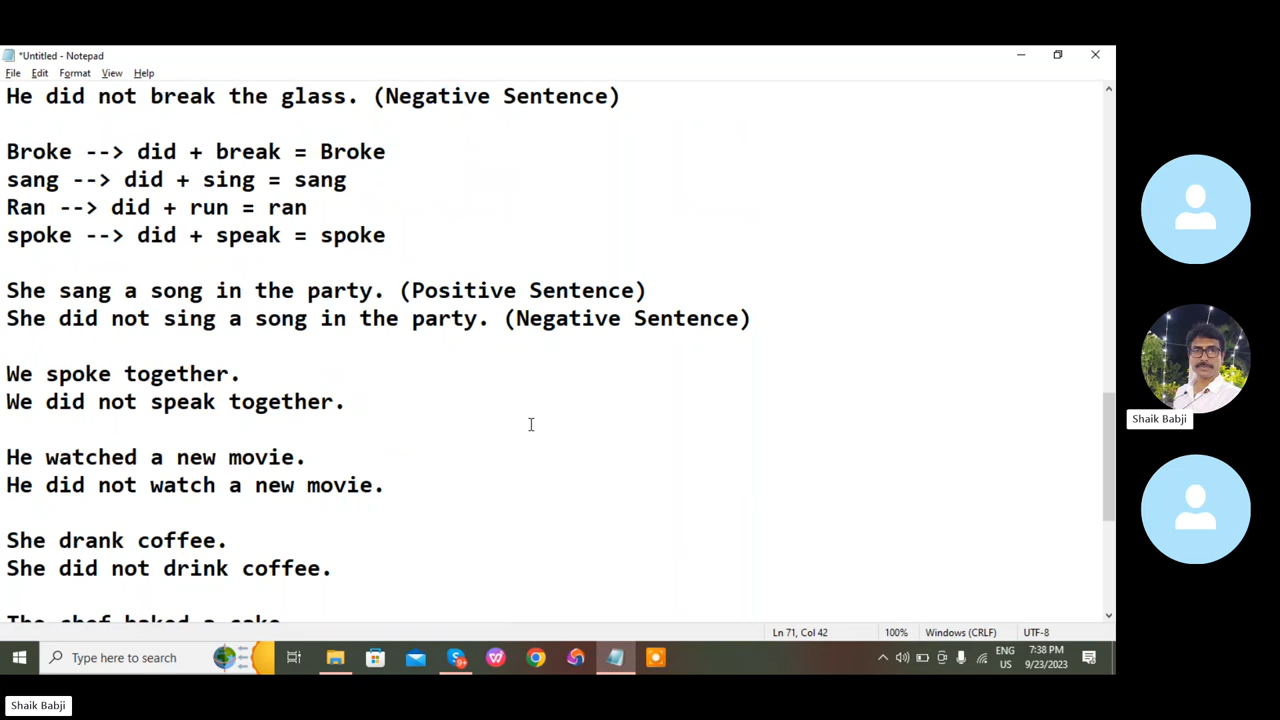 *Untitled - Notepad
File Edit Format View Help
He did not break the glass. (Negative Sentence)
Broke --> did + break = Broke
sang --> did + sing = sang
Ran --> did + run = ran
spoke --> did + speak = spoke
She sang a song in the party. (Positive Sentence)
She did not sing a song in the party. (Negative Sentence)
We spoke together.
We did not speak together.
He watched a new movie.
He did not watch a new movie.
She drank coffee.
She did not drink coffee.
The chef baked a cake
Ln 71, Col 42 100% Windows (CRLF) UTF-8
Type here to search
ENG
US
7:38 PM
9/23/2023
Shaik Babji
Shaik Babji